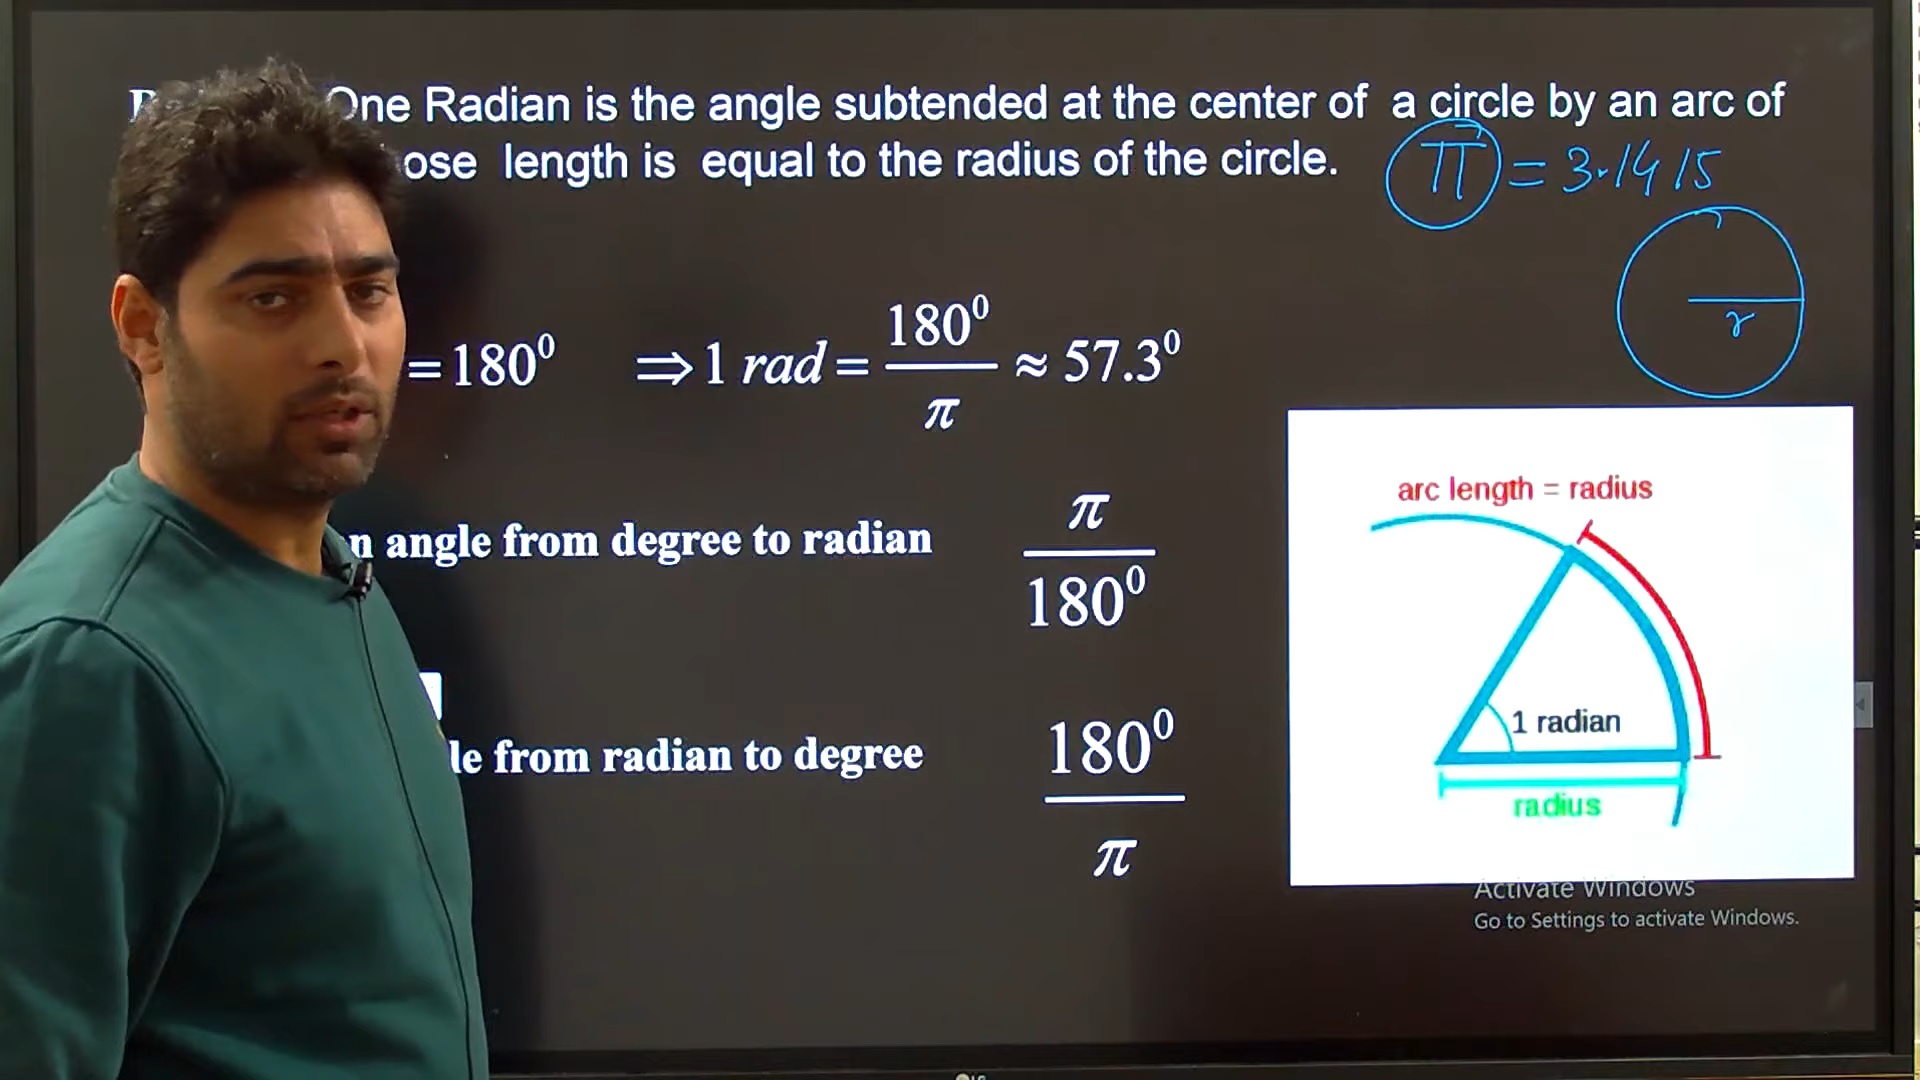 One Radian is the angle subtended at the center of a circle by an arc of
ose length is equal to the radius of the circle.
π = 3.1415
r
= 180⁰ ⇒ 1 rad = 180⁰/π ≈ 57.3⁰
n angle from degree to radian π/180⁰
le from radian to degree 180⁰/π
arc length = radius
1 radian
radius
Activate Windows
Go to Settings to activate Windows.